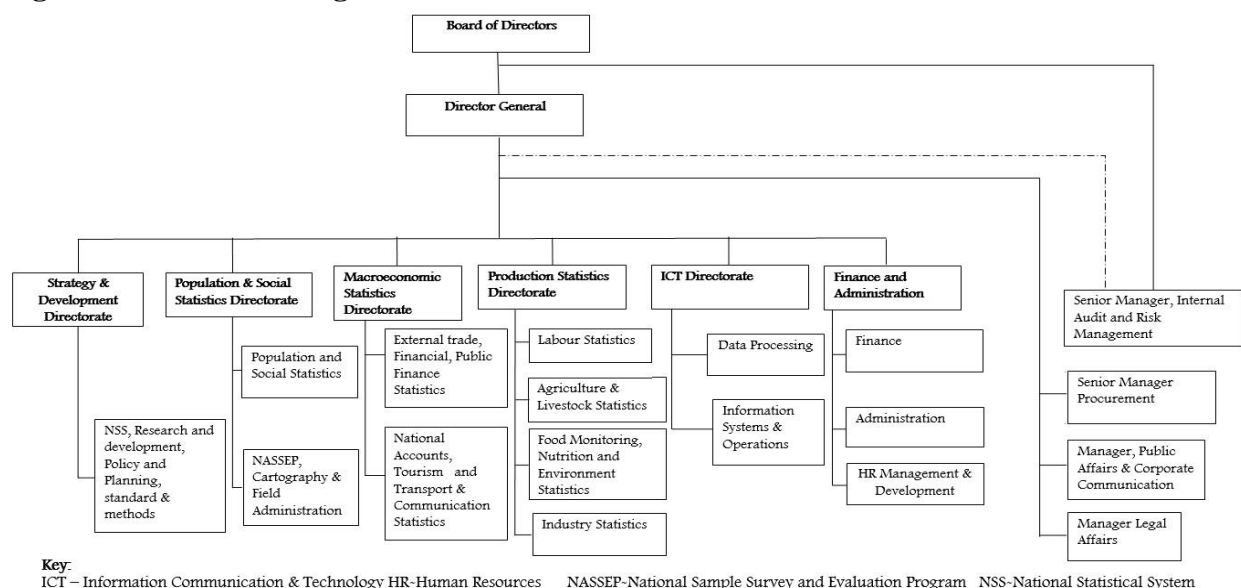 Board of Directors
Director General
Strategy &
Development
Directorate
Population & Social
Statistics Directorate
Macroeconomic
Statistics
Directorate
Production Statistics
Directorate
ICT Directorate
Finance and
Administration
Senior Manager, Internal
Audit and Risk
Management
Population and
Social Statistics
External trade,
Financial, Public
Finance
Statistics
Labour Statistics
Data Processing
Finance
Senior Manager
Procurement
Agriculture &
Livestock Statistics
NSS, Research and
development,
Policy and
Planning,
standard &
methods
NASSEP,
Cartography &
Field
Administration
National
Accounts,
Tourism and
Transport &
Communication
Statistics
Food Monitoring,
Nutrition and
Environment
Statistics
Information
Systems &
Operations
Administration
Manager, Public
Affairs & Corporate
Communication
HR Management &
Development
Industry Statistics
Manager Legal
Affairs
Key:
ICT – Information Communication & Technology HR-Human Resources NASSEP-National Sample Survey and Evaluation Program NSS-National Statistical System